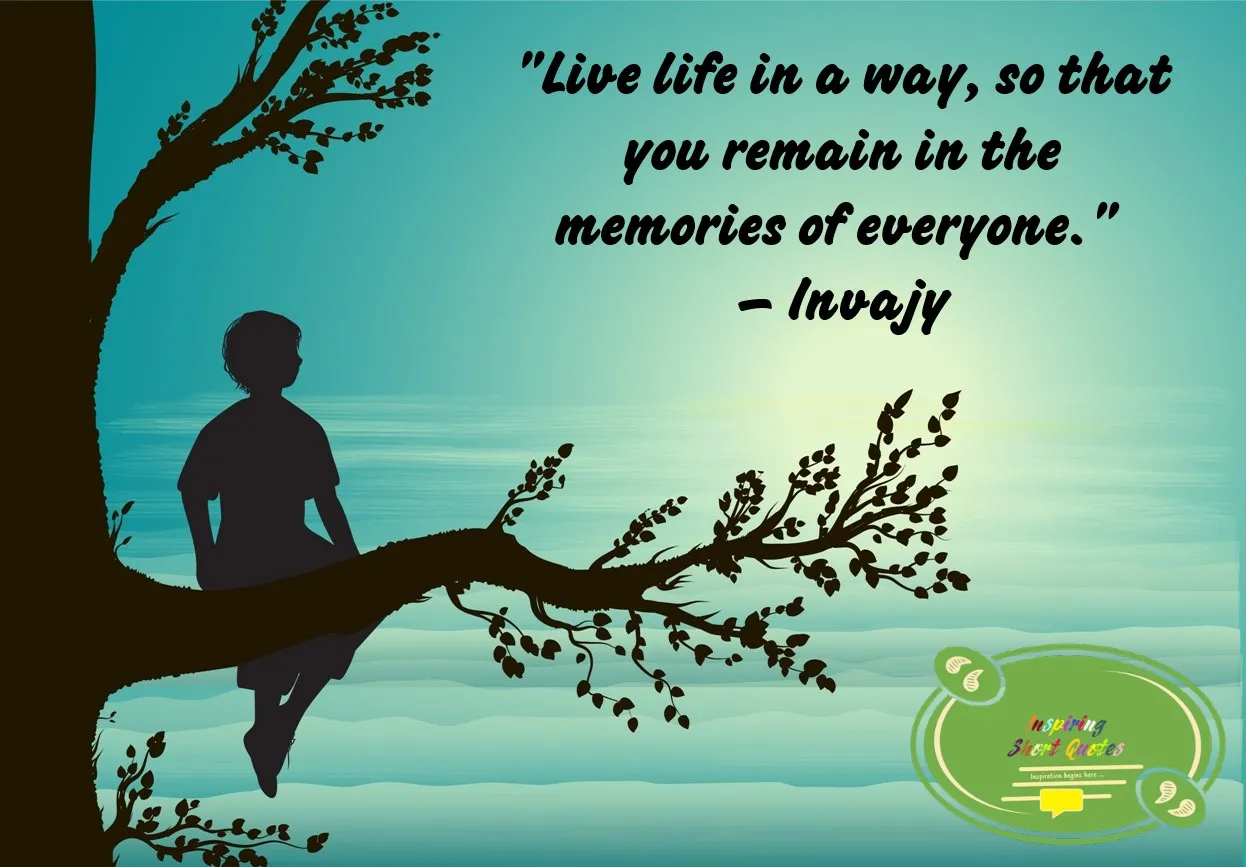 "Live life in a way, so that
you remain in the
memories of everyone."
– Invajy
Inspiring
Short Quotes
Inspiration begins here ...